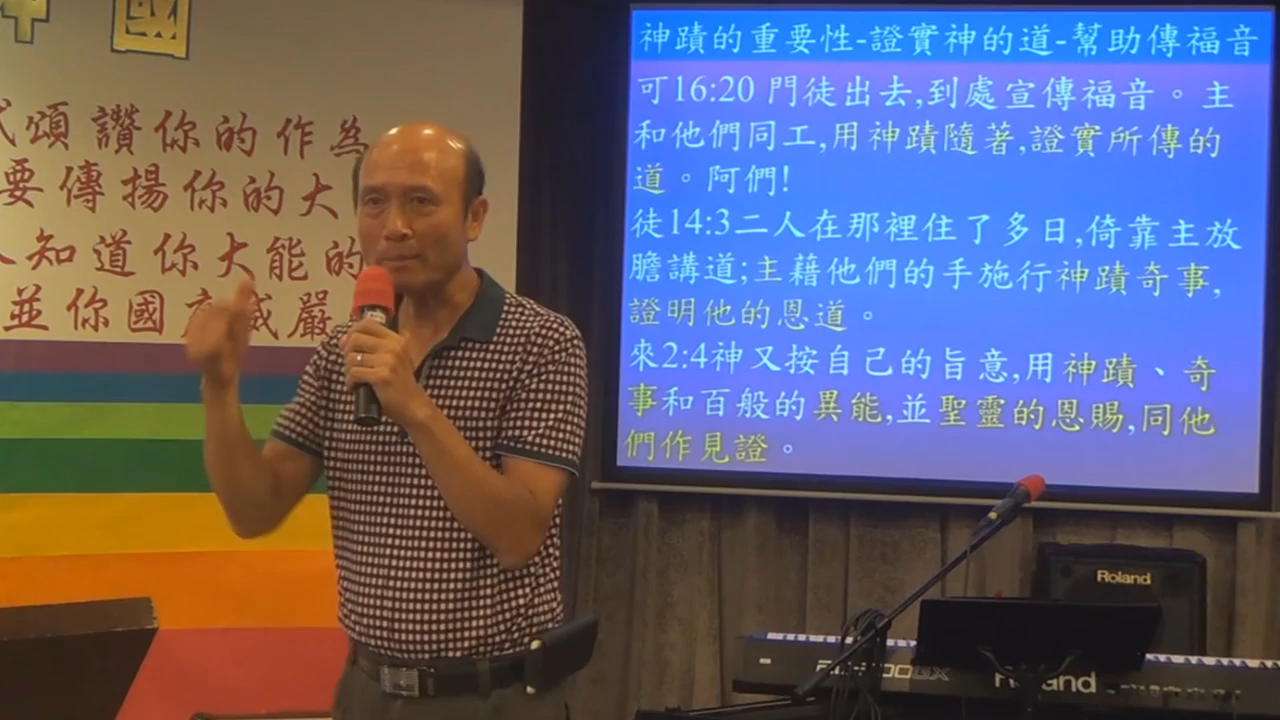 國
頌讚你的作為
要傳揚你的大
知道你大能的
並你國度威嚴
神蹟的重要性-證實神的道-幫助傳福音
可16:20 門徒出去,到處宣傳福音。主
和他們同工,用神蹟隨著,證實所傳的
道。阿們!
徒14:3二人在那裡住了多日,倚靠主放
膽講道;主藉他們的手施行神蹟奇事,
證明他的恩道。
來2:4神又按自己的旨意,用神蹟、奇
事和百般的異能,並聖靈的恩賜,同他
們作見證。
Roland
Roland